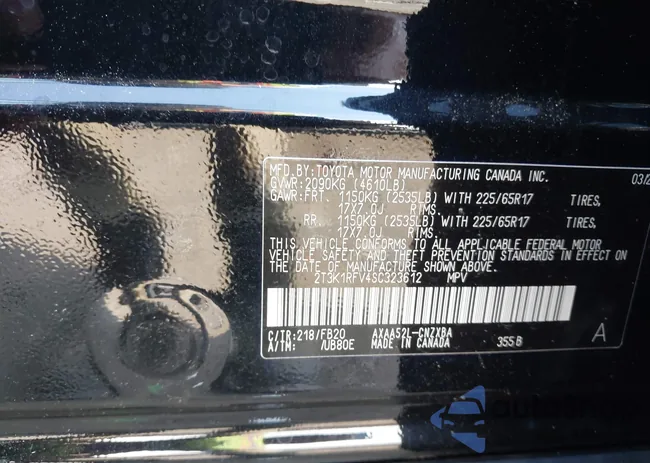 MFD. BY: TOYOTA MOTOR MANUFACTURING CANADA INC. 03/2
GVWR: 2090KG (4610LB)
GAWR: FRT. 1150KG (2535LB) WITH 225/65R17 TIRES,
17X7.0J RIMS.
RR. 1150KG (2535LB) WITH 225/65R17 TIRES,
17X7.0J RIMS.
THIS VEHICLE CONFORMS TO ALL APPLICABLE FEDERAL MOTOR
VEHICLE SAFETY AND THEFT PREVENTION STANDARDS IN EFFECT ON
THE DATE OF MANUFACTURE SHOWN ABOVE.
2T3K1RFV4SC323612 MPV
C/TR: 218/FB20 AXAA52L-CNZXBA
A/TM: /UB80E MADE IN CANADA 355B A